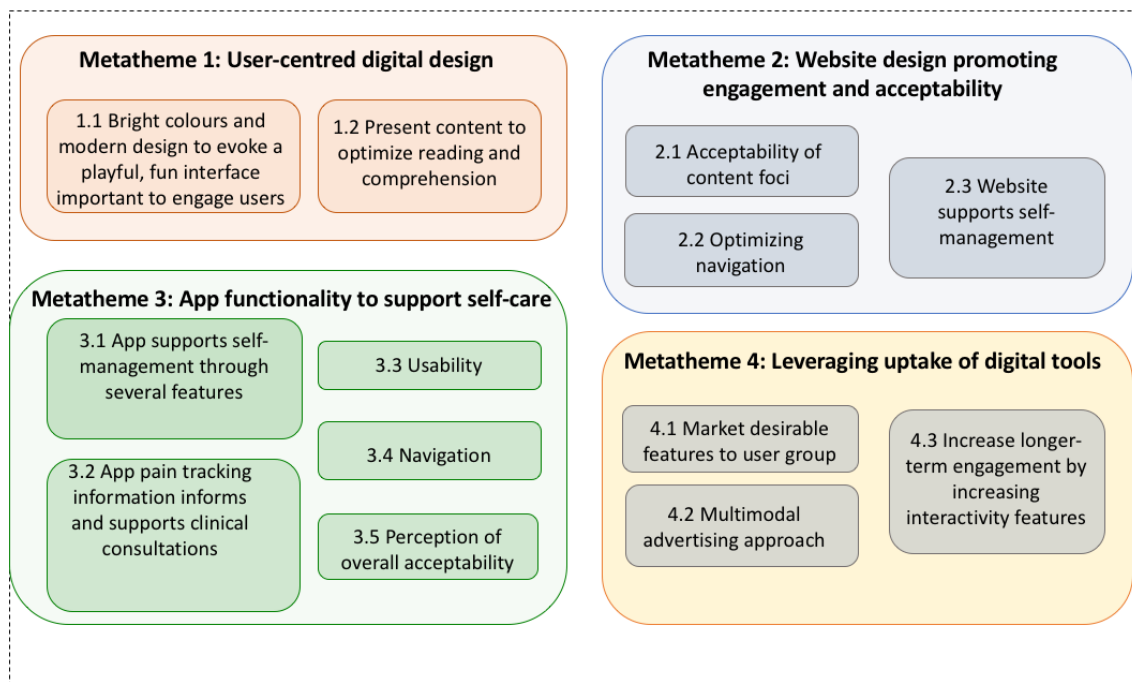 Metatheme 1: User-centred digital design
1.1 Bright colours and
modern design to evoke a
playful, fun interface
important to engage users
1.2 Present content to
optimize reading and
comprehension
Metatheme 2: Website design promoting
engagement and acceptability
2.1 Acceptability of
content foci
2.2 Optimizing
navigation
2.3 Website
supports self-
management
Metatheme 3: App functionality to support self-care
3.1 App supports self-
management through
several features
3.2 App pain tracking
information informs
and supports clinical
consultations
3.3 Usability
3.4 Navigation
3.5 Perception of
overall acceptability
Metatheme 4: Leveraging uptake of digital tools
4.1 Market desirable
features to user group
4.2 Multimodal
advertising approach
4.3 Increase longer-
term engagement by
increasing
interactivity features